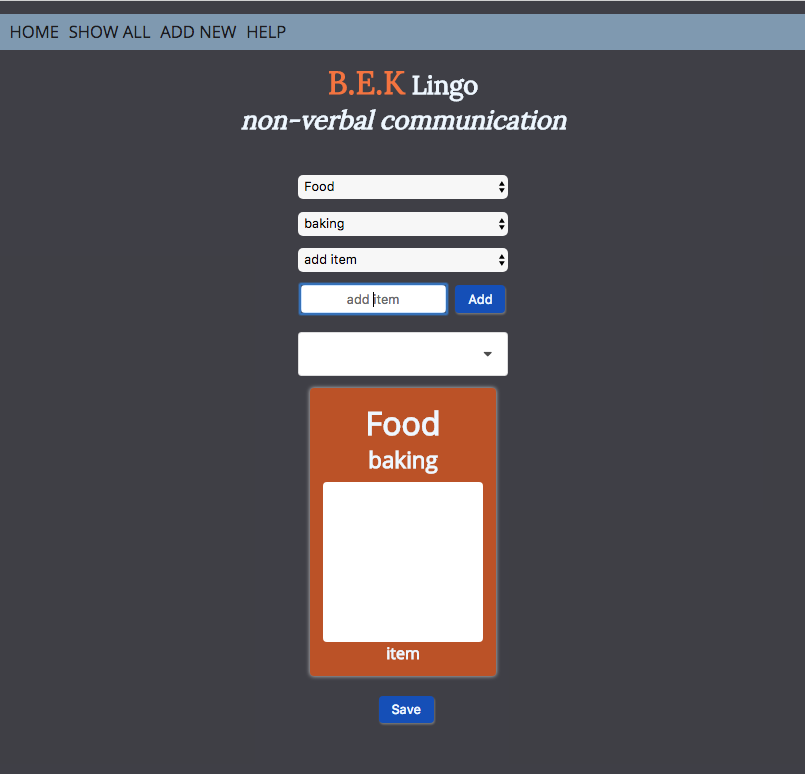 HOME SHOW ALL ADD NEW HELP
B.E.K Lingo
non-verbal communication
Food
baking
add item
add item Add
Food
baking
item
Save